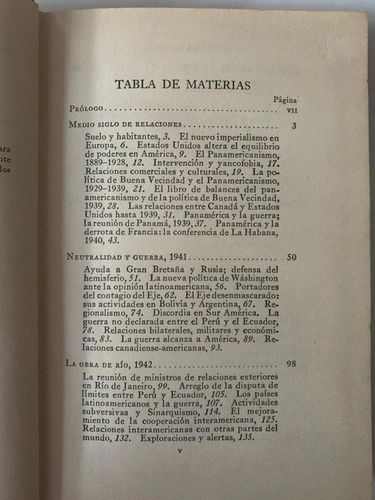 TABLA DE MATERIAS
Página
PRÓLOGO VII
MEDIO SIGLO DE RELACIONES 3
Suelo y habitantes, 3. El nuevo imperialismo en
Europa, 6. Estados Unidos altera el equilibrio
de poderes en América, 9. El Panamericanismo,
1889-1928, 12. Intervención y yancofobia, 17.
Relaciones comerciales y culturales, 19. La po-
lítica de Buena Vecindad y el Panamericanismo,
1929-1939, 21. El libro de balances del pan-
americanismo y de la política de Buena Vecindad,
1939, 28. Las relaciones entre Canadá y Estados
Unidos hasta 1939, 31. Panamérica y la guerra;
la reunión de Panamá, 1939, 37. Panamérica y la
derrota de Francia: la conferencia de La Habana,
1940, 43.
NEUTRALIDAD Y GUERRA, 1941 50
Ayuda a Gran Bretaña y Rusia; defensa del
hemisferio, 51. La nueva política de Wáshington
ante la opinión latinoamericana, 56. Portadores
del contagio del Eje, 62. El Eje desenmascarado:
sus actividades en Bolivia y Argentina, 67. Re-
gionalismo, 74. Discordia en Sur América. La
guerra no declarada entre el Perú y el Ecuador,
78. Relaciones bilaterales, militares y económi-
cas, 83. La guerra alcanza a América, 89. Rela-
ciones canadiense-americanas, 93.
LA OBRA DE RÍO, 1942 98
La reunión de ministros de relaciones exteriores
en Río de Janeiro, 99. Arreglo de la disputa de
límites entre Perú y Ecuador, 105. Los países
latinoamericanos y la guerra, 107. Actividades
subversivas y Sinarquismo, 114. El mejora-
miento de la cooperación interamericana, 125.
Relaciones interamericanas con otras partes del
mundo, 132. Exploraciones y alertas, 135.
v
ara
nte
dos